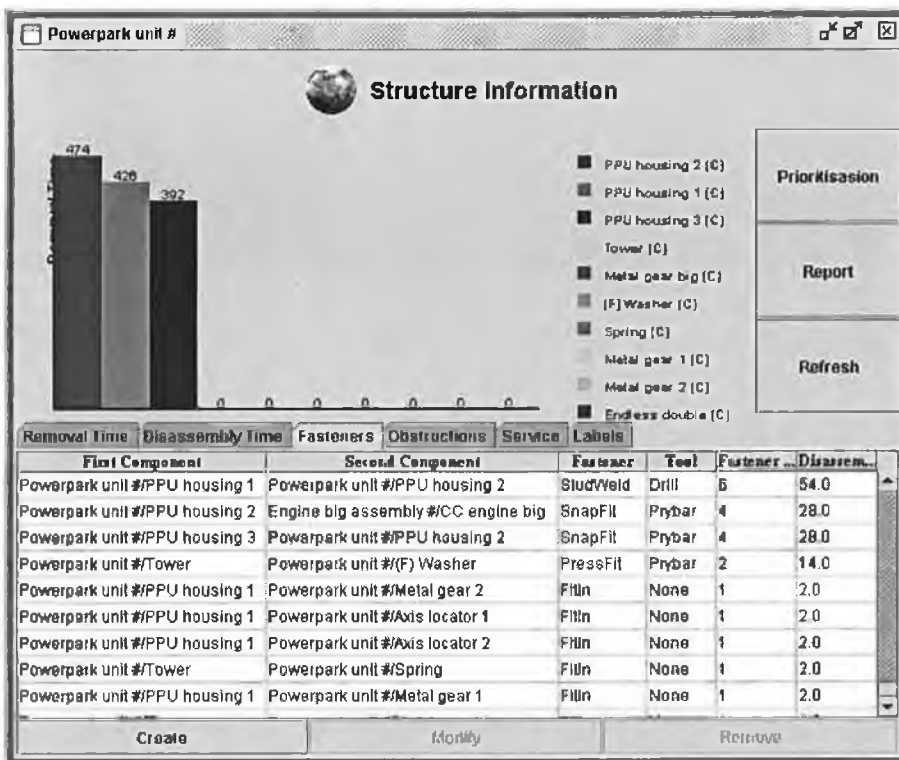 Powerpark unit #
Structure Information
474
426
392
0 0 0 0 0 0 0
PPU housing 2 (C)
PPU housing 1 (C)
PPU housing 3 (C)
Tower (C)
Metal gear big (C)
(F) Washer (C)
Spring (C)
Metal gear 1 (C)
Metal gear 2 (C)
Endless double (C)
Prioritisasion
Report
Refresh
Removal Time Disassembly Time Fasteners Obstructions Service Labels
First Component Second Component Fastener Tool Fastener ... Disassem...
Powerpark unit #/PPU housing 1 Powerpark unit #/PPU housing 2 StudWeld Drill 6 54.0
Powerpark unit #/PPU housing 2 Engine big assembly #/CC engine big SnapFit Prybar 4 28.0
Powerpark unit #/PPU housing 3 Powerpark unit #/PPU housing 2 SnapFit Prybar 4 28.0
Powerpark unit #/Tower Powerpark unit #/(F) Washer PressFit Prybar 2 14.0
Powerpark unit #/PPU housing 1 Powerpark unit #/Metal gear 2 FitIn None 1 2.0
Powerpark unit #/PPU housing 1 Powerpark unit #/Axis locator 1 FitIn None 1 2.0
Powerpark unit #/PPU housing 1 Powerpark unit #/Axis locator 2 FitIn None 1 2.0
Powerpark unit #/Tower Powerpark unit #/Spring FitIn None 1 2.0
Powerpark unit #/PPU housing 1 Powerpark unit #/Metal gear 1 FitIn None 1 2.0
Create Modify Remove